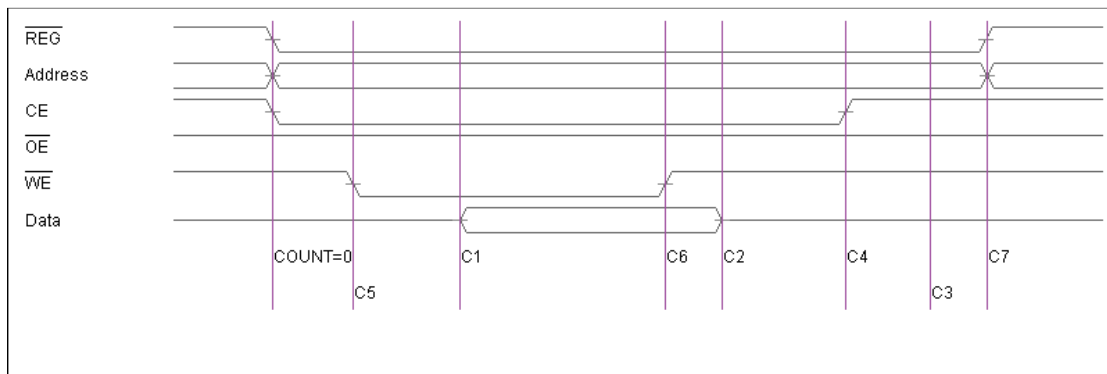 REG
Address
CE
OE
WE
Data
COUNT=0 C1 C6 C2 C4 C7
C5 C3